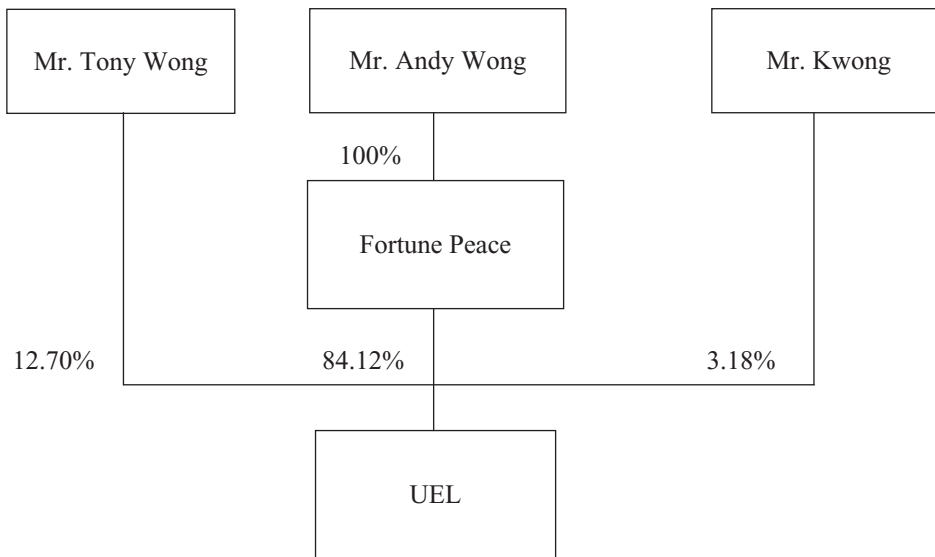 Mr. Tony Wong
Mr. Andy Wong
Mr. Kwong
100%
Fortune Peace
12.70%
84.12%
3.18%
UEL